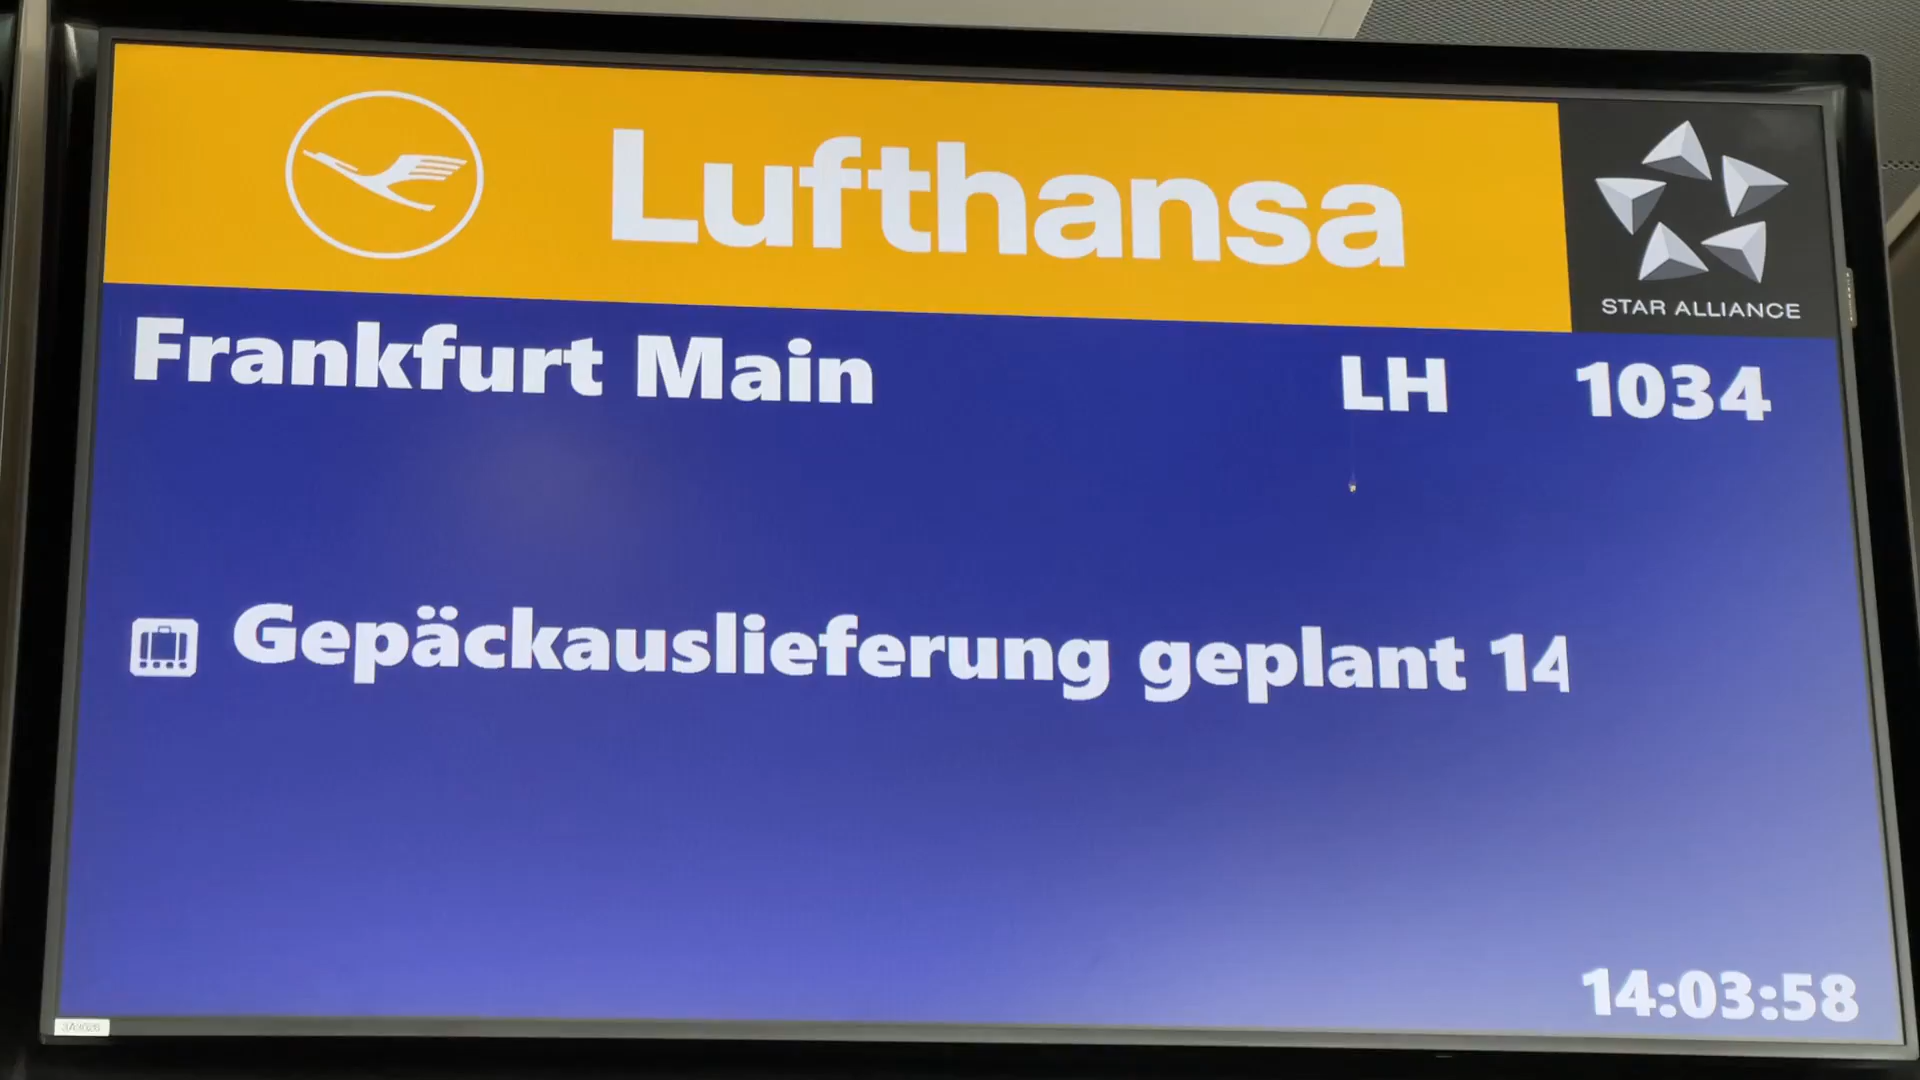 Lufthansa
STAR ALLIANCE
Frankfurt Main LH 1034
Gepäckauslieferung geplant 14
14:03:58